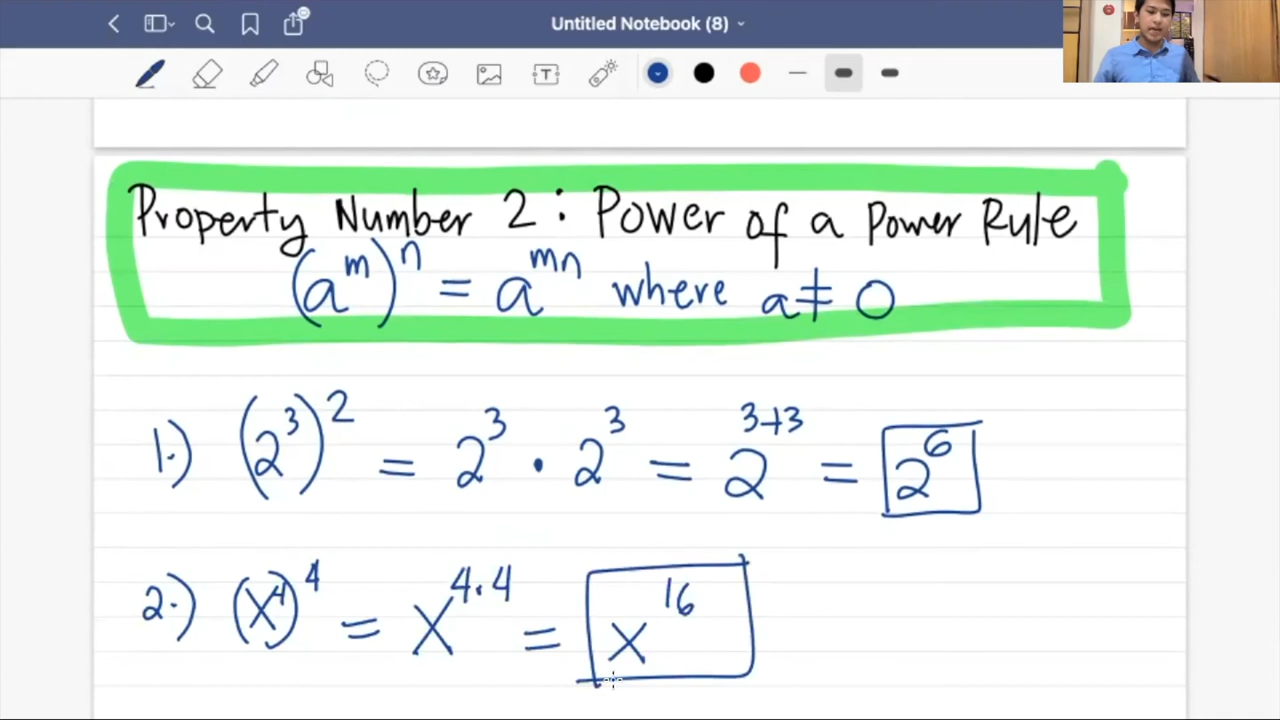 Untitled Notebook (8)
Property Number 2: Power of a Power Rule
(a^m)^n = a^mn where a ≠ 0
1.) (2^3)^2 = 2^3 · 2^3 = 2^3+3 = 2^6
2.) (x^4)^4 = x^4·4 = x^16